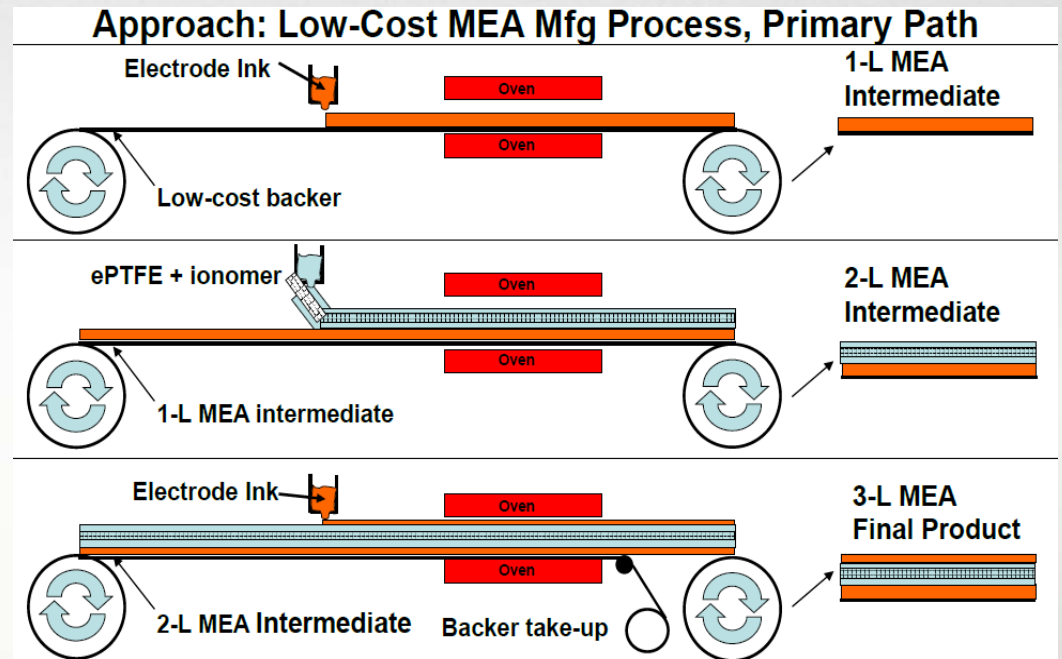 Approach: Low-Cost MEA Mfg Process, Primary Path
Electrode Ink
Oven
Oven
Low-cost backer
1-L MEA
Intermediate
ePTFE + ionomer
Oven
Oven
1-L MEA intermediate
2-L MEA
Intermediate
Electrode Ink
Oven
Oven
2-L MEA Intermediate
Backer take-up
3-L MEA
Final Product